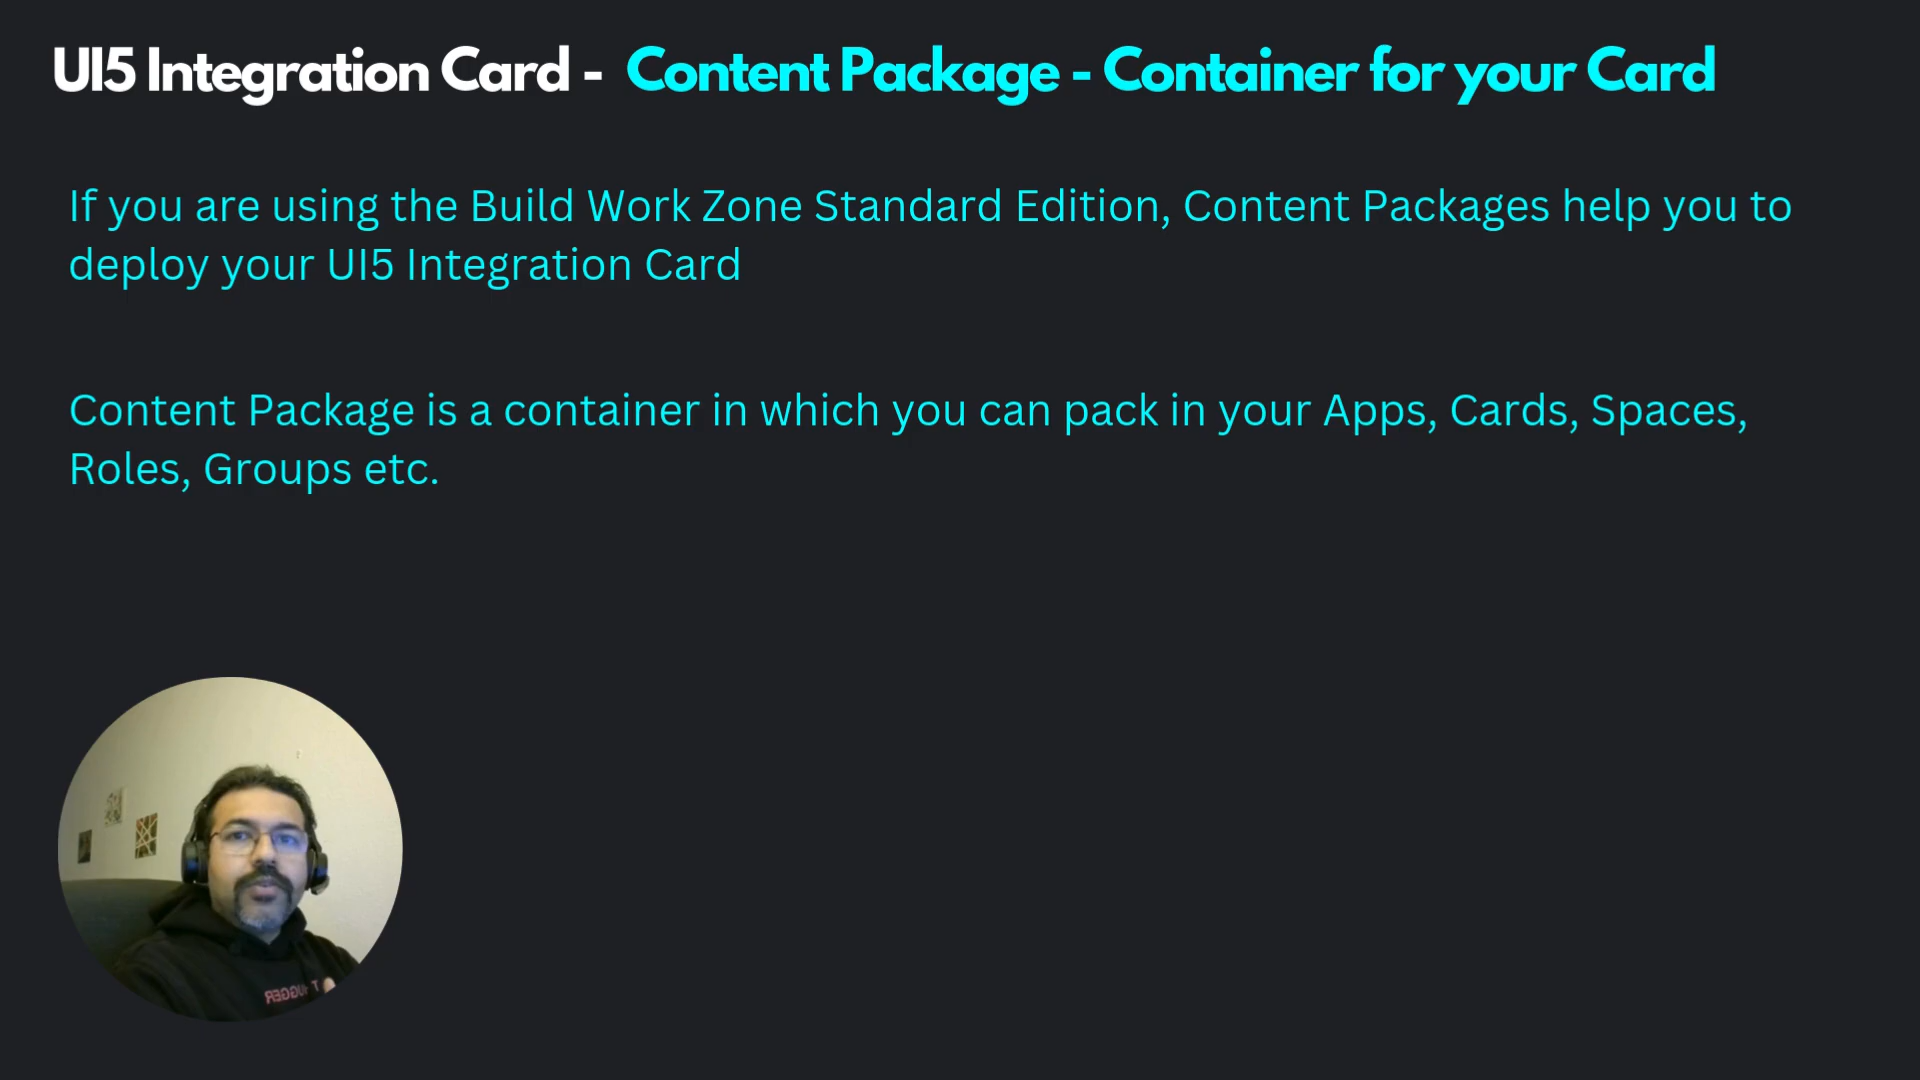 UI5 Integration Card - Content Package - Container for your Card
If you are using the Build Work Zone Standard Edition, Content Packages help you to
deploy your UI5 Integration Card
Content Package is a container in which you can pack in your Apps, Cards, Spaces,
Roles, Groups etc.